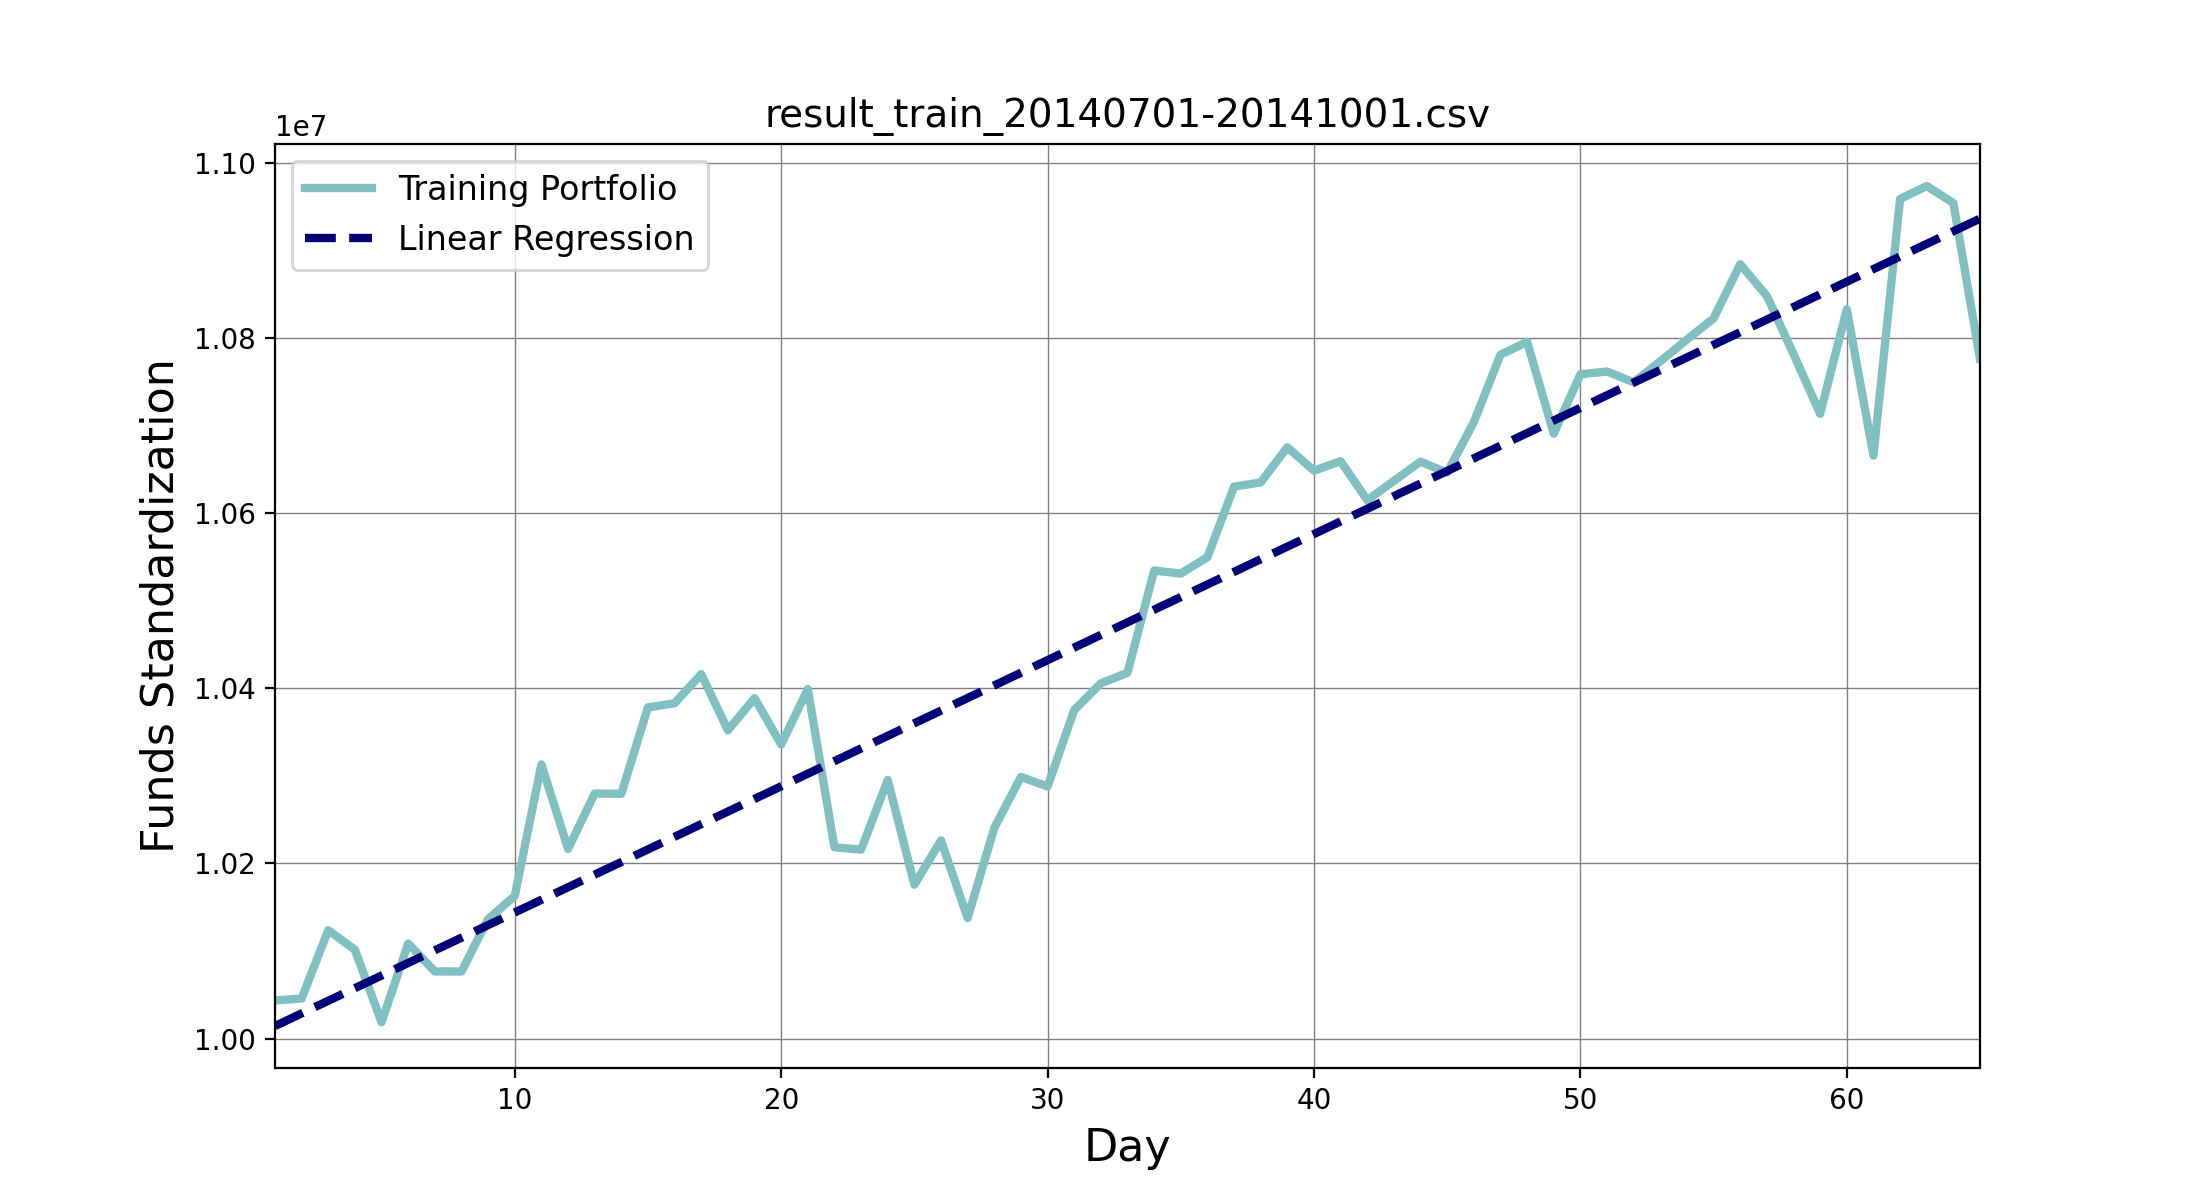 result_train_20140701-20141001.csv
1e7
Training Portfolio
Linear Regression
1.10
1.08
1.06
1.04
1.02
1.00
Funds Standardization
10 20 30 40 50 60
Day